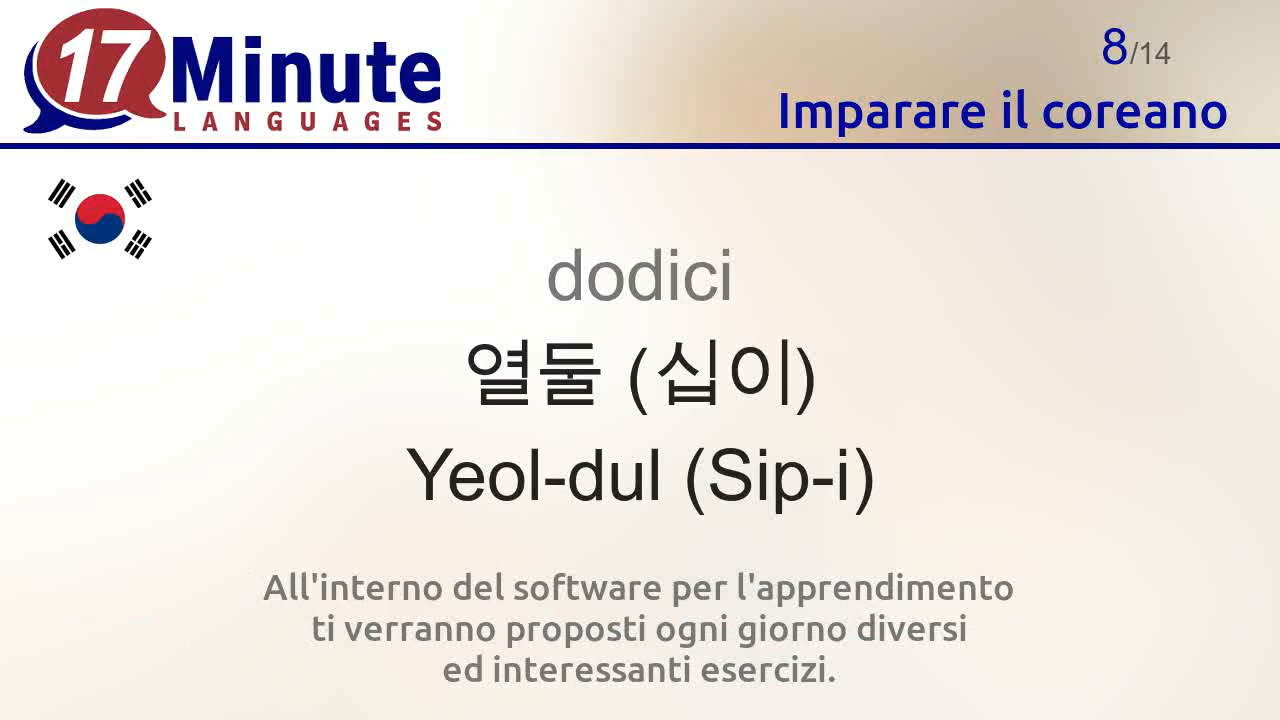 17 Minute
LANGUAGES
8/14
Imparare il coreano
dodici
열둘 (십이)
Yeol-dul (Sip-i)
All'interno del software per l'apprendimento
ti verranno proposti ogni giorno diversi
ed interessanti esercizi.